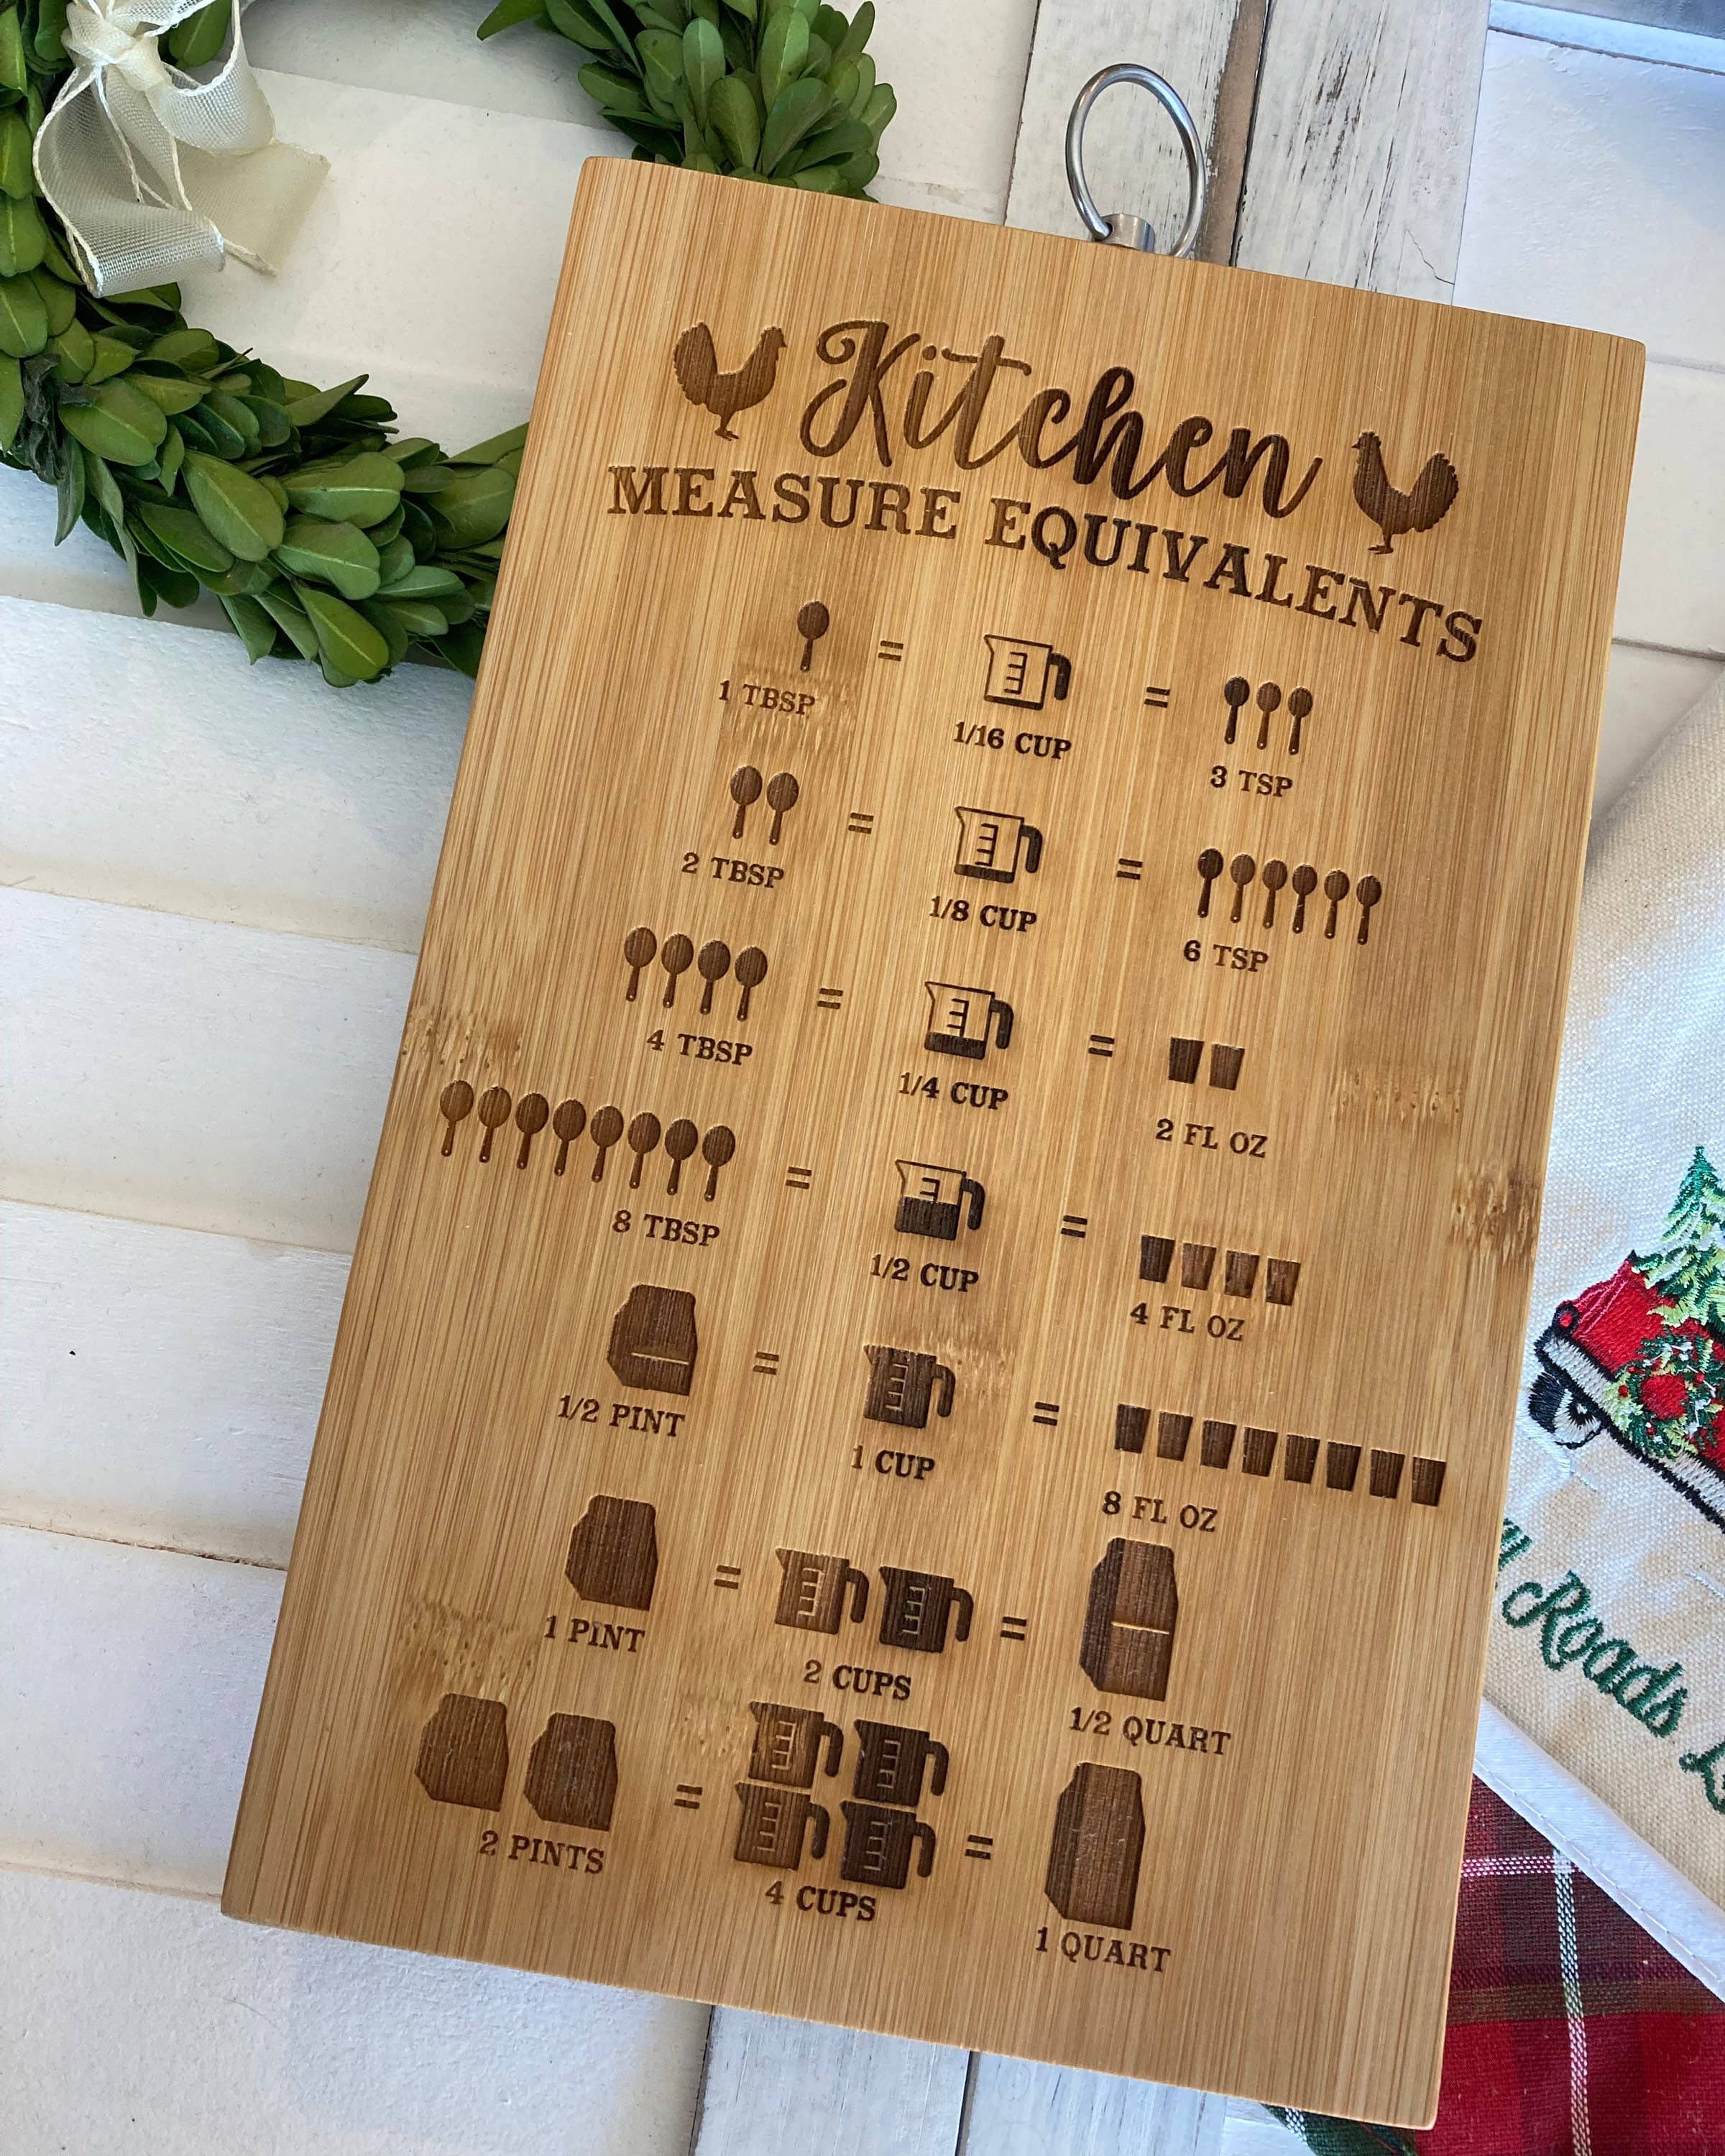 Kitchen
MEASURE EQUIVALENTS
1 TBSP = 1/16 CUP = 3 TSP
2 TBSP = 1/8 CUP = 6 TSP
4 TBSP = 1/4 CUP = 2 FL OZ
8 TBSP = 1/2 CUP = 4 FL OZ
1/2 PINT = 1 CUP = 8 FL OZ
1 PINT = 2 CUPS = 1/2 QUART
2 PINTS = 4 CUPS = 1 QUART
Roads